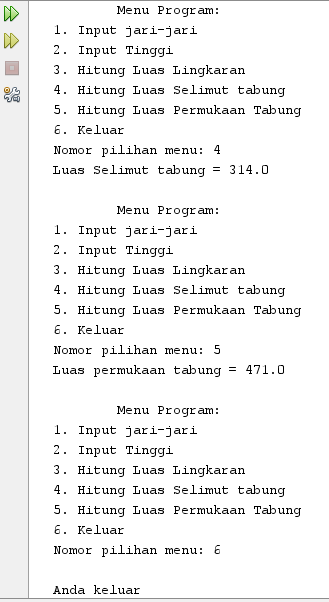 Menu Program:
1. Input jari-jari
2. Input Tinggi
3. Hitung Luas Lingkaran
4. Hitung Luas Selimut tabung
5. Hitung Luas Permukaan Tabung
6. Keluar
Nomor pilihan menu: 4
Luas Selimut tabung = 314.0
Menu Program:
1. Input jari-jari
2. Input Tinggi
3. Hitung Luas Lingkaran
4. Hitung Luas Selimut tabung
5. Hitung Luas Permukaan Tabung
6. Keluar
Nomor pilihan menu: 5
Luas permukaan tabung = 471.0
Menu Program:
1. Input jari-jari
2. Input Tinggi
3. Hitung Luas Lingkaran
4. Hitung Luas Selimut tabung
5. Hitung Luas Permukaan Tabung
6. Keluar
Nomor pilihan menu: 6
Anda keluar